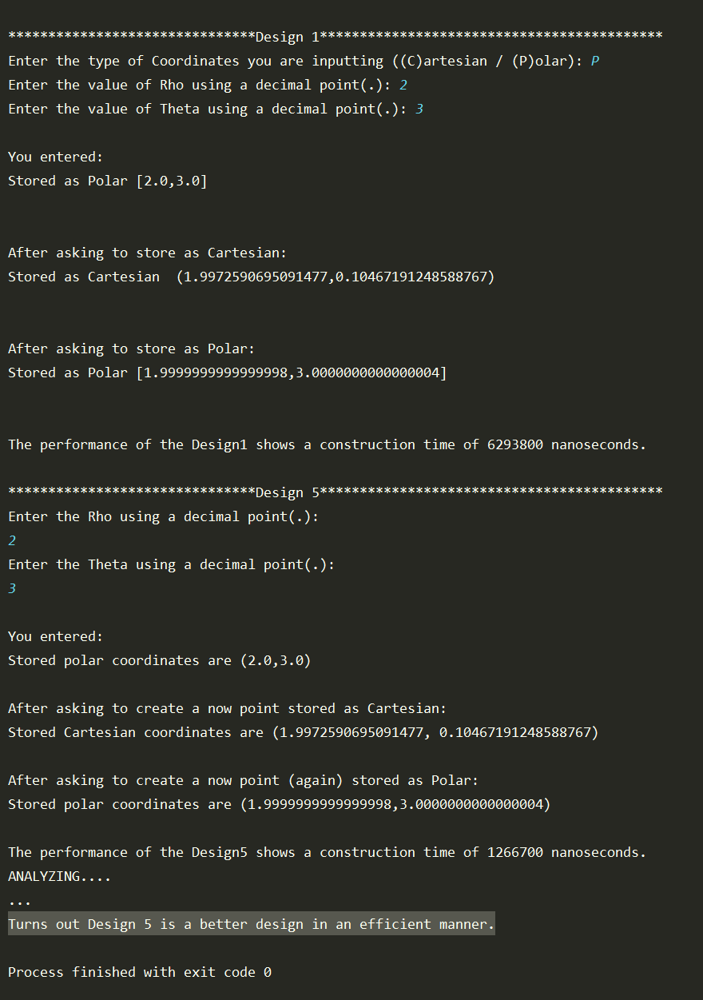 *******************************Design 1*******************************************
Enter the type of Coordinates you are inputting ((C)artesian / (P)olar): P
Enter the value of Rho using a decimal point(.): 2
Enter the value of Theta using a decimal point(.): 3
You entered:
Stored as Polar [2.0,3.0]
After asking to store as Cartesian:
Stored as Cartesian  (1.9972590695091477,0.10467191248588767)
After asking to store as Polar:
Stored as Polar [1.9999999999999998,3.0000000000000004]
The performance of the Design1 shows a construction time of 6293800 nanoseconds.
*******************************Design 5*******************************************
Enter the Rho using a decimal point(.):
2
Enter the Theta using a decimal point(.):
3
You entered:
Stored polar coordinates are (2.0,3.0)
After asking to create a now point stored as Cartesian:
Stored Cartesian coordinates are (1.9972590695091477, 0.10467191248588767)
After asking to create a now point (again) stored as Polar:
Stored polar coordinates are (1.9999999999999998,3.0000000000000004)
The performance of the Design5 shows a construction time of 1266700 nanoseconds.
ANALYZING....
...
Turns out Design 5 is a better design in an efficient manner.
Process finished with exit code 0